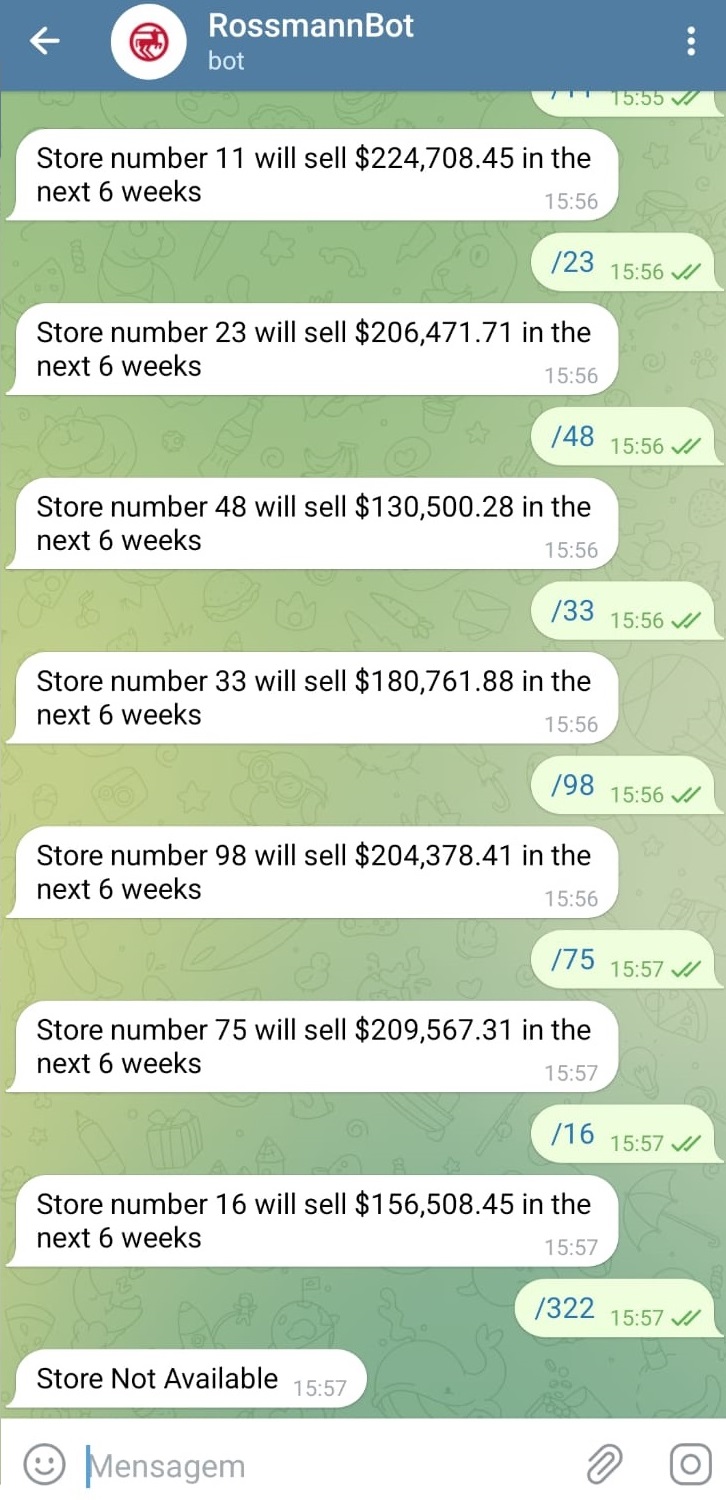 RossmannBot
bot
15:55
Store number 11 will sell $224,708.45 in the
next 6 weeks
15:56
/23 15:56
Store number 23 will sell $206,471.71 in the
next 6 weeks
15:56
/48 15:56
Store number 48 will sell $130,500.28 in the
next 6 weeks
15:56
/33 15:56
Store number 33 will sell $180,761.88 in the
next 6 weeks
15:56
/98 15:56
Store number 98 will sell $204,378.41 in the
next 6 weeks
15:56
/75 15:57
Store number 75 will sell $209,567.31 in the
next 6 weeks
15:57
/16 15:57
Store number 16 will sell $156,508.45 in the
next 6 weeks
15:57
/322 15:57
Store Not Available 15:57
Mensagem